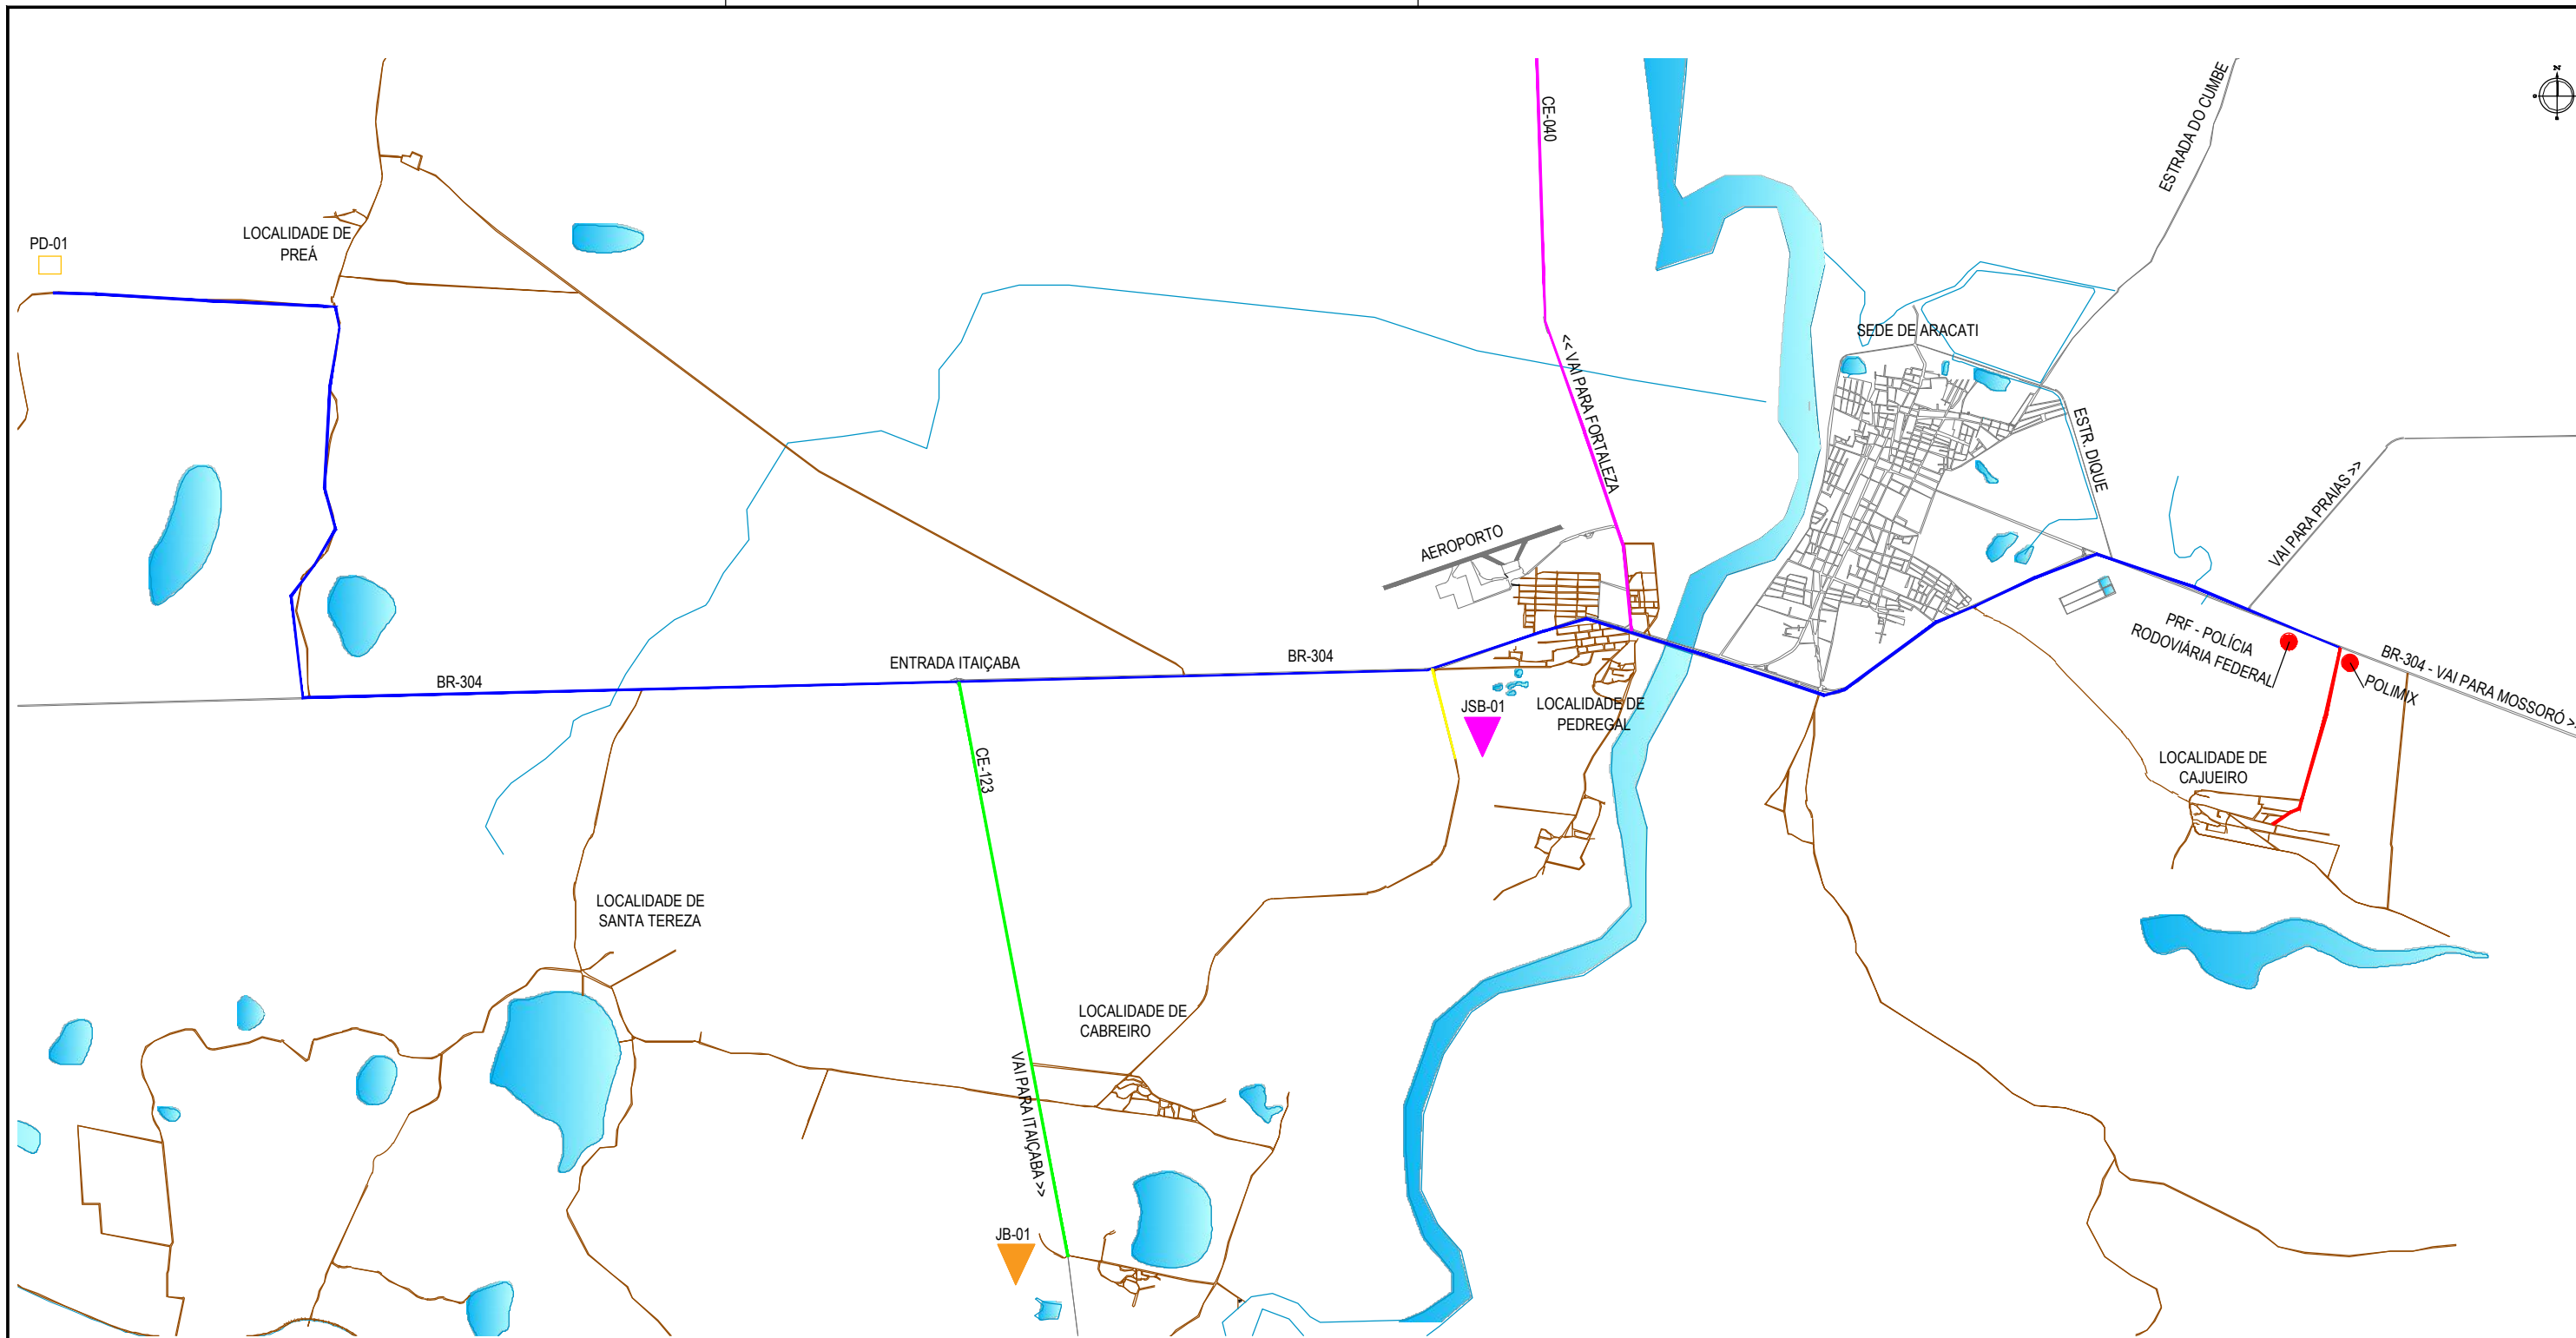 N
CE-040
ESTRADA DO CUMBE
PD-01
LOCALIDADE DE
PREÁ
SEDE DE ARACATI
<< VAI PARA FORTALEZA
ESTR. DIQUE
VAI PARA PRAIAS >>
AEROPORTO
PRF - POLÍCIA
RODOVIÁRIA FEDERAL
BR-304 - VAI PARA MOSSORÓ >>
POLIMIX
ENTRADA ITAIÇABA
BR-304
BR-304
JSB-01
LOCALIDADE DE
PEDREGAL
CE-123
LOCALIDADE DE
CAJUEIRO
LOCALIDADE DE
SANTA TEREZA
LOCALIDADE DE
CABREIRO
VAI PARA ITAIÇABA >>
JB-01